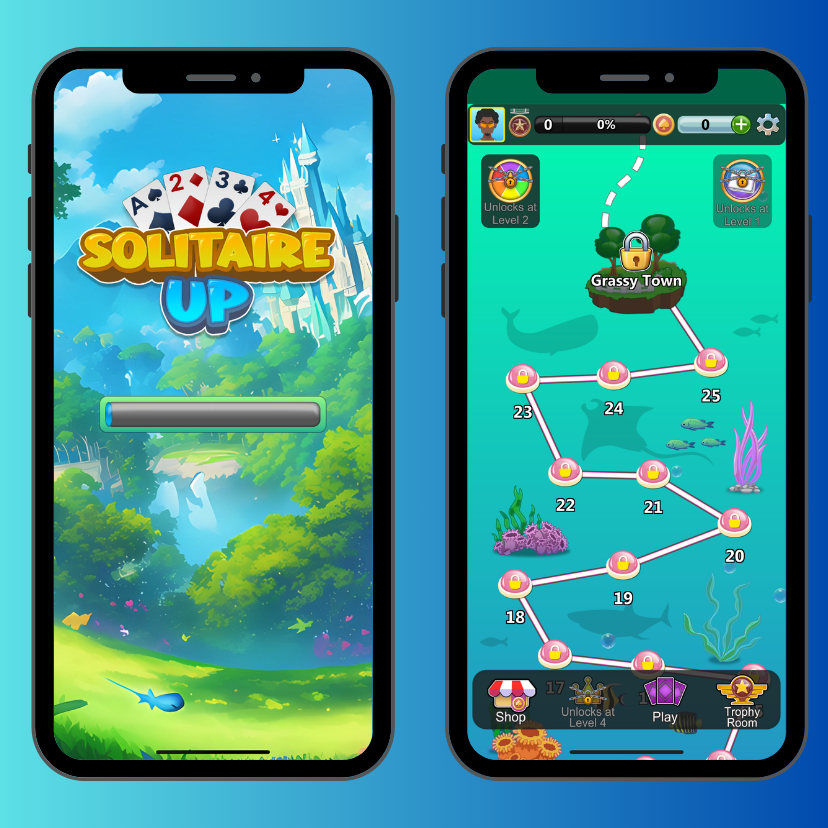 A 2 3 4
SOLITAIRE
UP
0 0% 0
Unlocks at
Level 2
Unlocks at
Level 1
Grassy Town
25
24
23
22
21
20
19
18
17
Shop
Unlocks at
Level 4
Play
Trophy
Room